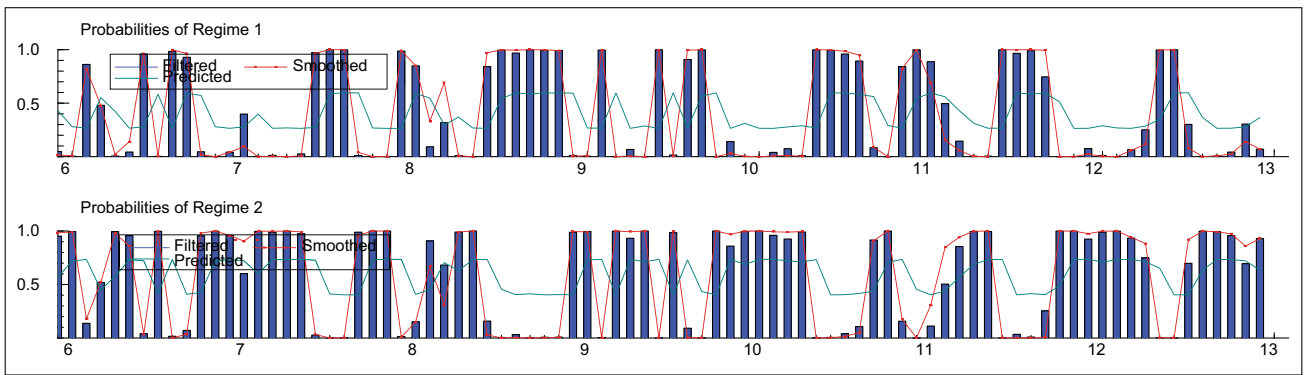 Probabilities of Regime 1
1.0
Filtered Smoothed
Predicted
0.5
6 7 8 9 10 11 12 13
Probabilities of Regime 2
1.0
Filtered Smoothed
Predicted
0.5
6 7 8 9 10 11 12 13